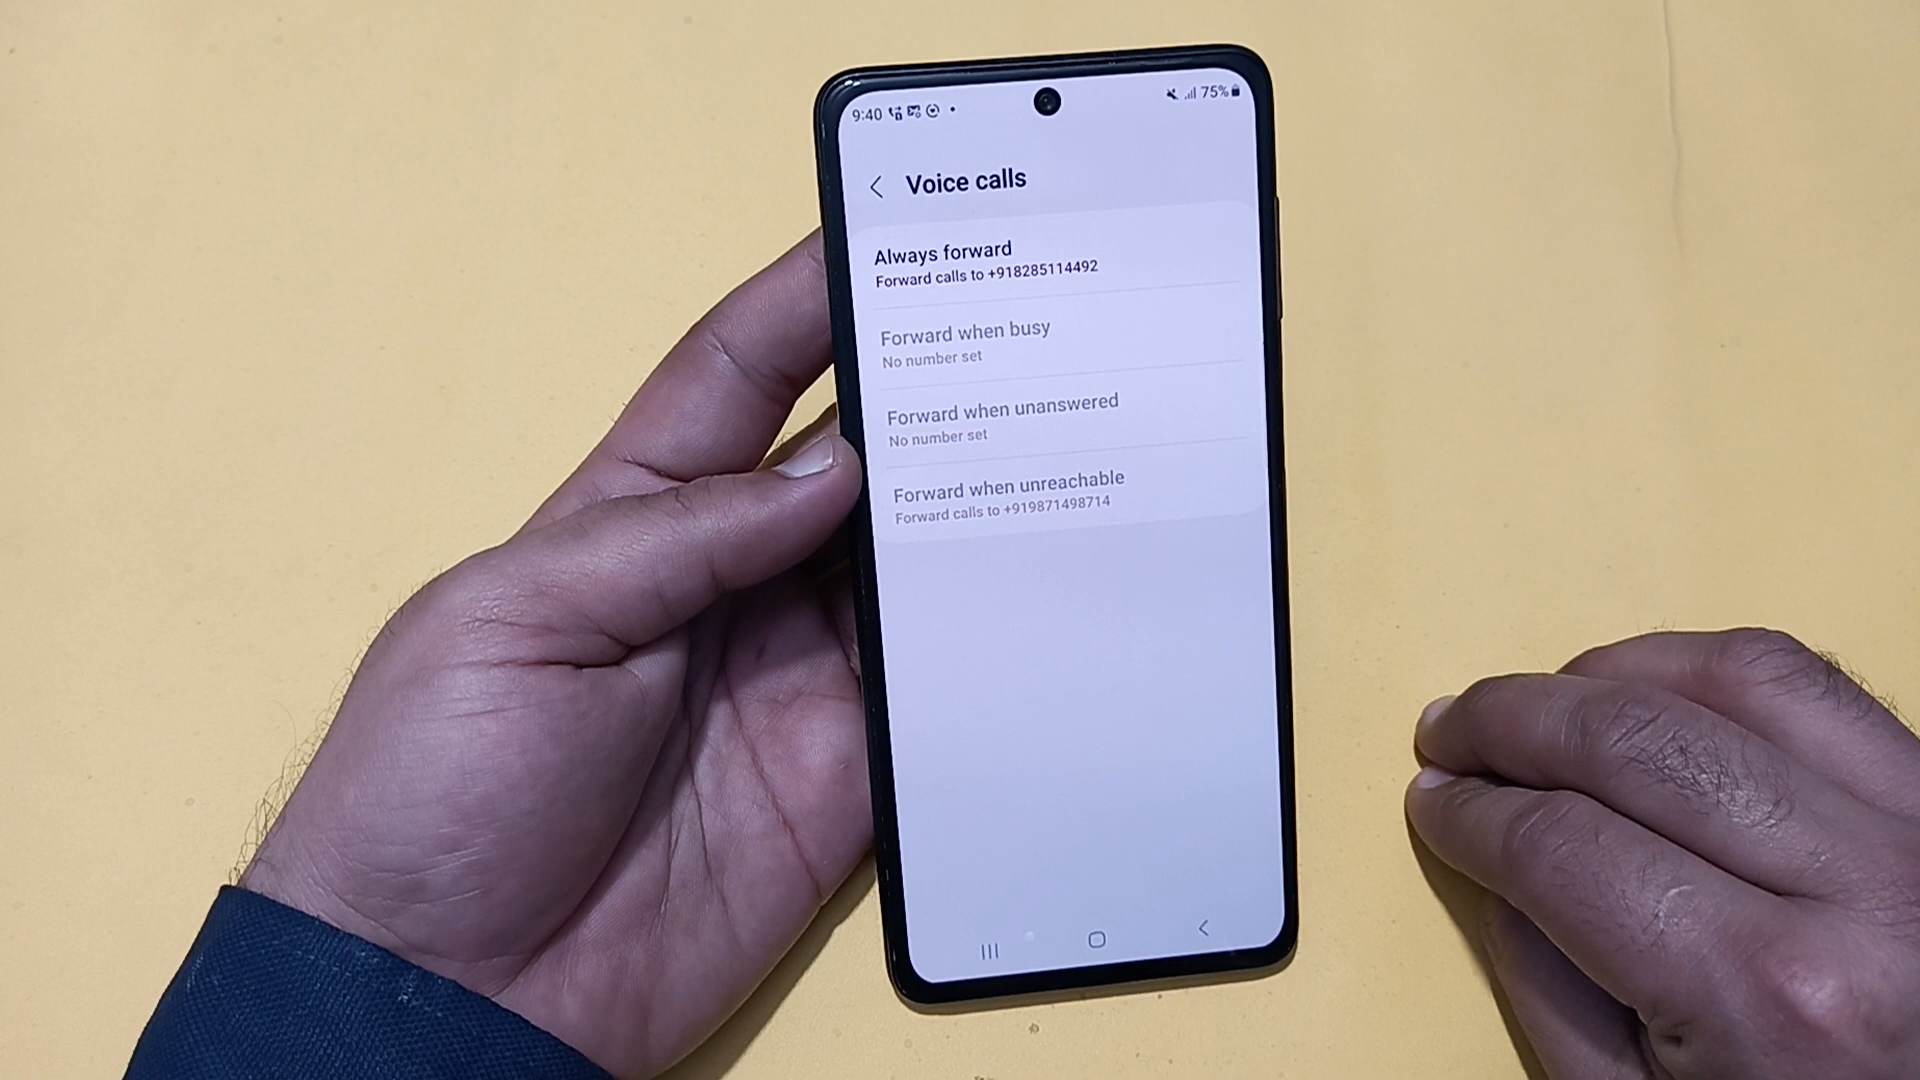 9:40
75%
Voice calls
Always forward
Forward calls to +918285114492
Forward when busy
No number set
Forward when unanswered
No number set
Forward when unreachable
Forward calls to +919871498714